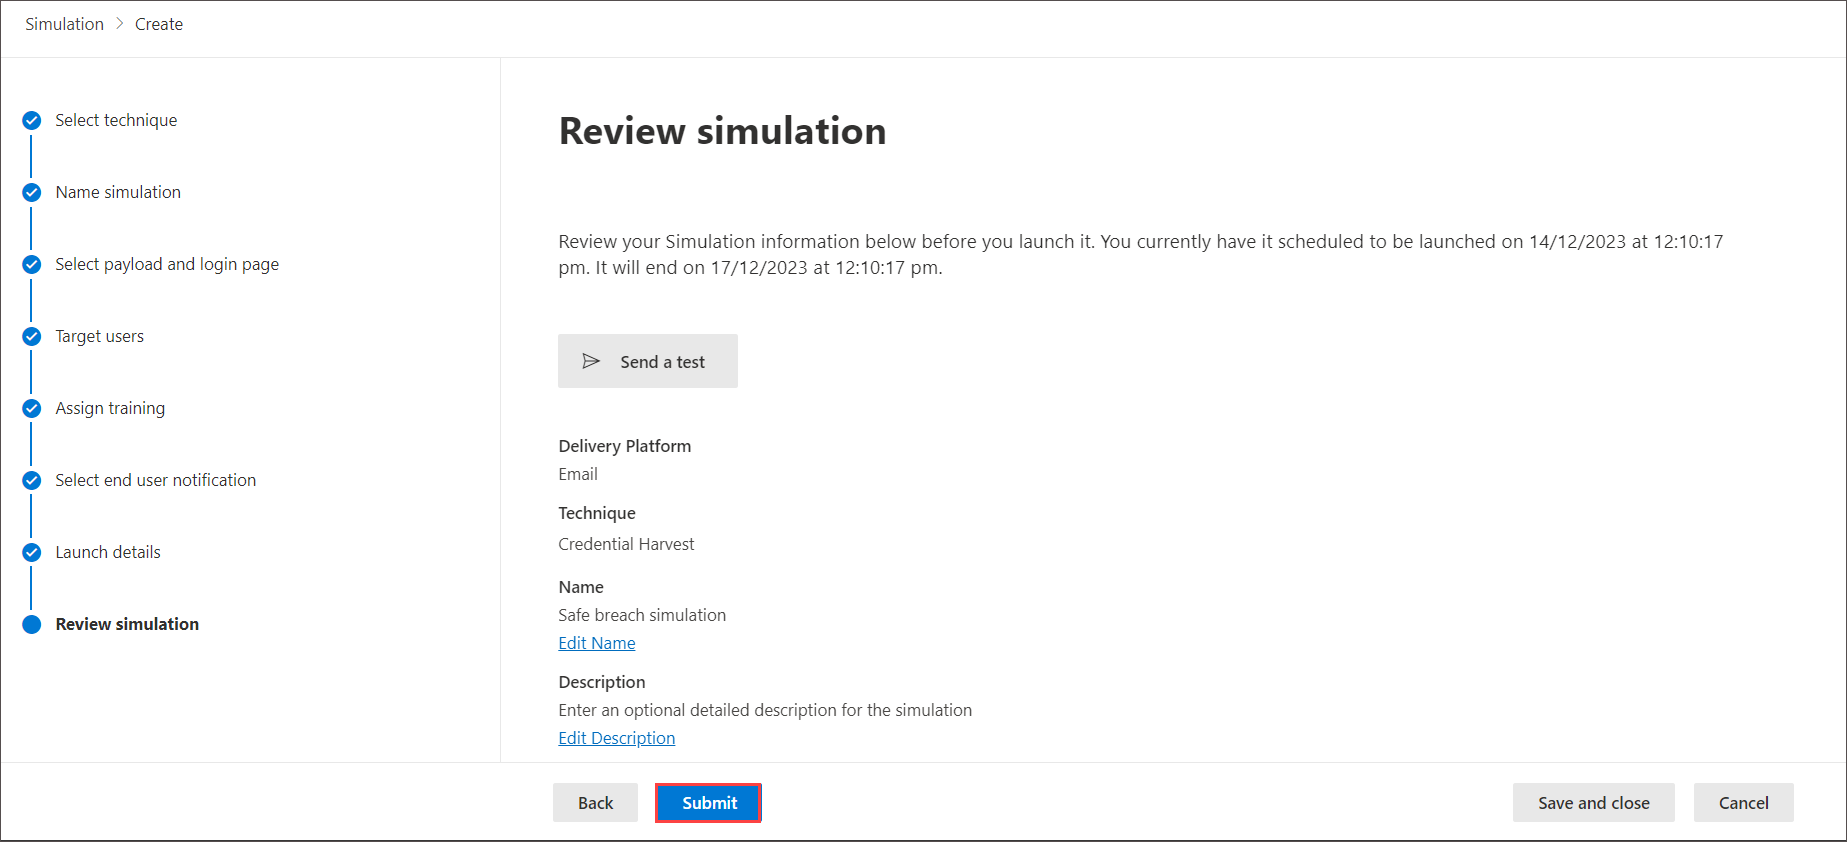 Simulation > Create
Select technique
Name simulation
Select payload and login page
Target users
Assign training
Select end user notification
Launch details
Review simulation
Review simulation
Review your Simulation information below before you launch it. You currently have it scheduled to be launched on 14/12/2023 at 12:10:17
pm. It will end on 17/12/2023 at 12:10:17 pm.
Send a test
Delivery Platform
Email
Technique
Credential Harvest
Name
Safe breach simulation
Edit Name
Description
Enter an optional detailed description for the simulation
Edit Description
Back
Submit
Save and close
Cancel